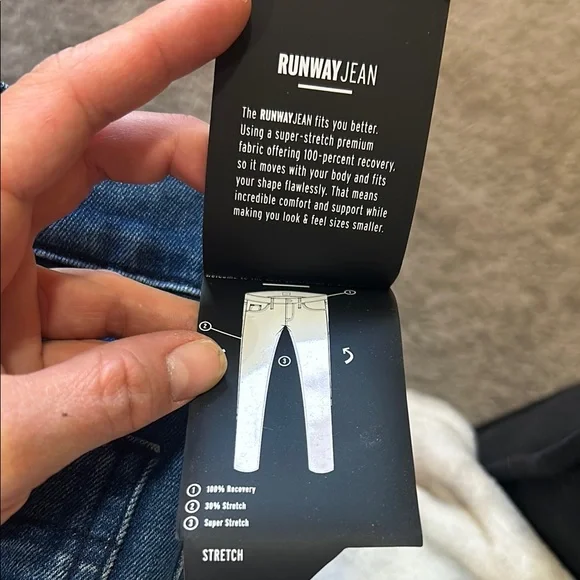 RUNWAYJEAN
The RUNWAYJEAN fits you better.
Using a super-stretch premium
fabric offering 100-percent recovery,
so it moves with your body and fits
your shape flawlessly. That means
incredible comfort and support while
making you look & feel sizes smaller.
1
2
3
1 100% Recovery
2 30% Stretch
3 Super Stretch
STRETCH